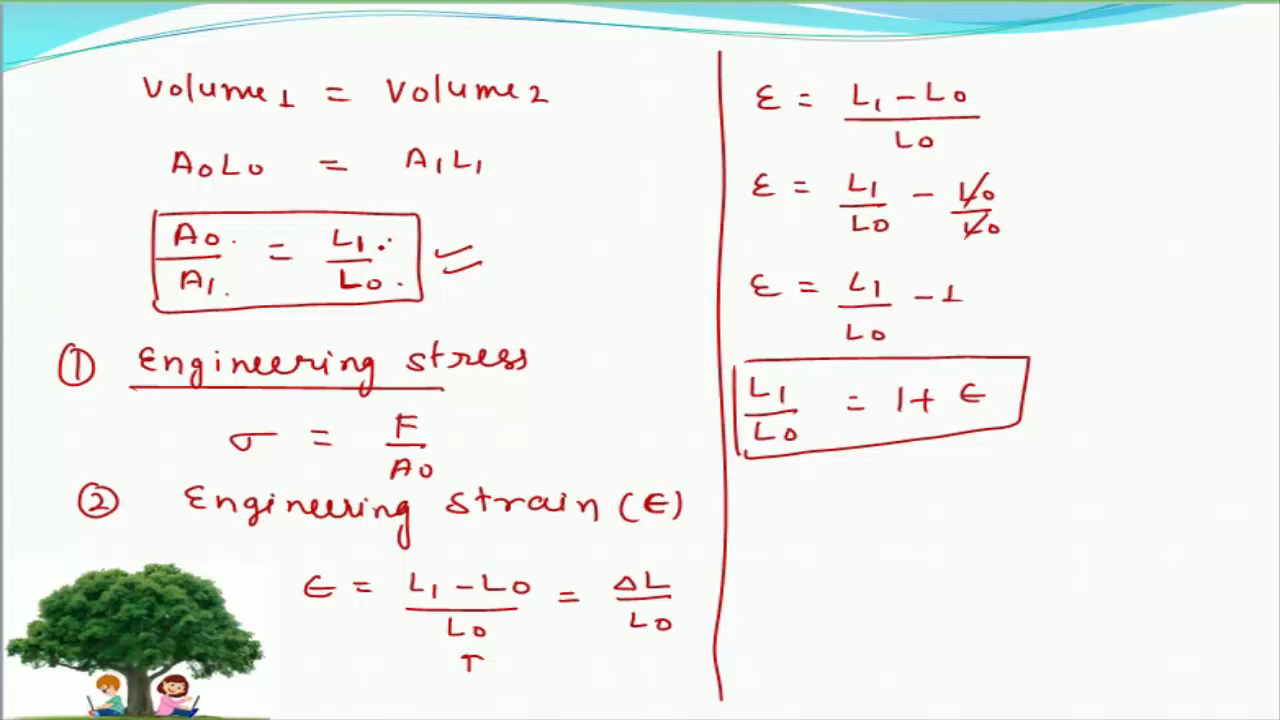 Volume1 = Volume2
A0L0 = A1L1
A0/A1 = L1/L0
① Engineering stress
σ = F/A0
② Engineering strain (ϵ)
ϵ = L1-L0/L0 = ΔL/L0
ε = L1-L0/L0
ε = L1/L0 - L0/L0
ε = L1/L0 - 1
L1/L0 = 1+ ϵ